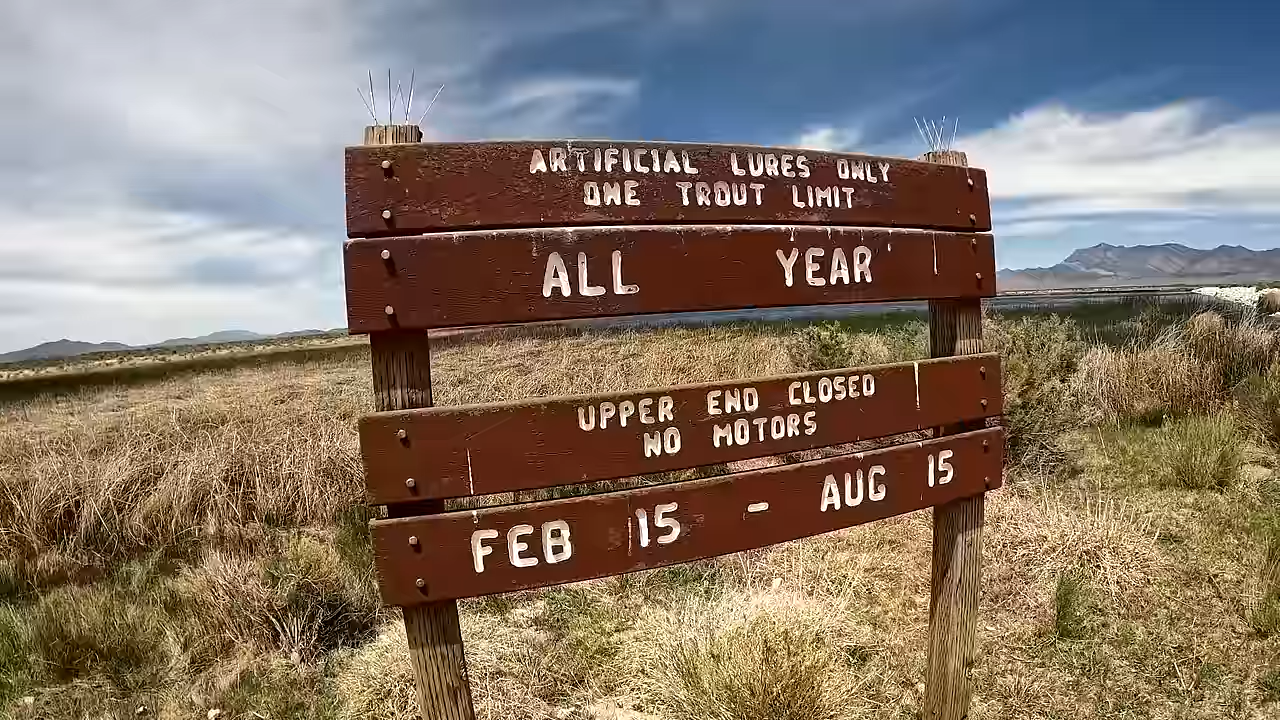 ARTIFICIAL LURES ONLY
ONE TROUT LIMIT
ALL YEAR
UPPER END CLOSED
NO MOTORS
FEB 15 - AUG 15